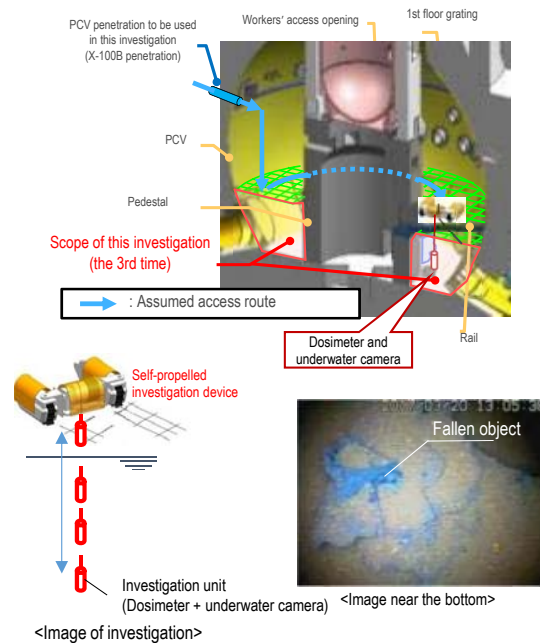 PCV penetration to be used
in this investigation
(X-100B penetration)
Workers' access opening
1st floor grating
PCV
Pedestal
Scope of this investigation
(the 3rd time)
: Assumed access route
Dosimeter and
underwater camera
Rail
Self-propelled
investigation device
Fallen object
Investigation unit
(Dosimeter + underwater camera)
<Image near the bottom>
<Image of investigation>